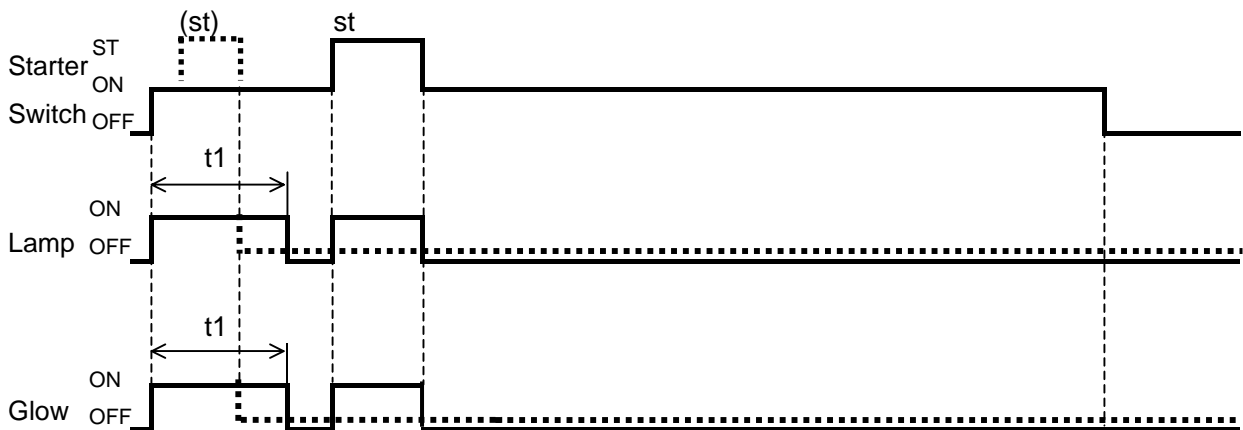 (st) st
ST
Starter
ON
Switch OFF
t1
ON
Lamp OFF
t1
ON
Glow OFF